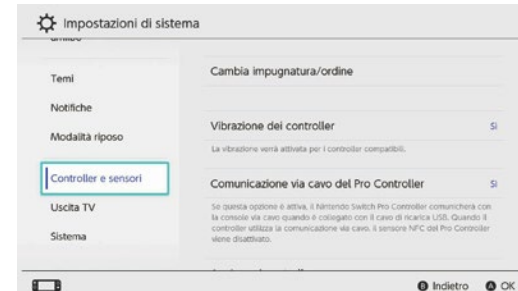 Impostazioni di sistema
amiibo
Temi
Notifiche
Modalità riposo
Controller e sensori
Uscita TV
Sistema
Cambia impugnatura/ordine
Vibrazione dei controller Sì
La vibrazione verrà attivata per i controller compatibili.
Comunicazione via cavo del Pro Controller Sì
Se questa opzione è attiva, il Nintendo Switch Pro Controller comunicherà con
la console via cavo quando è collegato con il cavo di ricarica USB. Quando il
controller utilizza la comunicazione via cavo, il sensore NFC del Pro Controller
viene disattivato.
B Indietro A OK